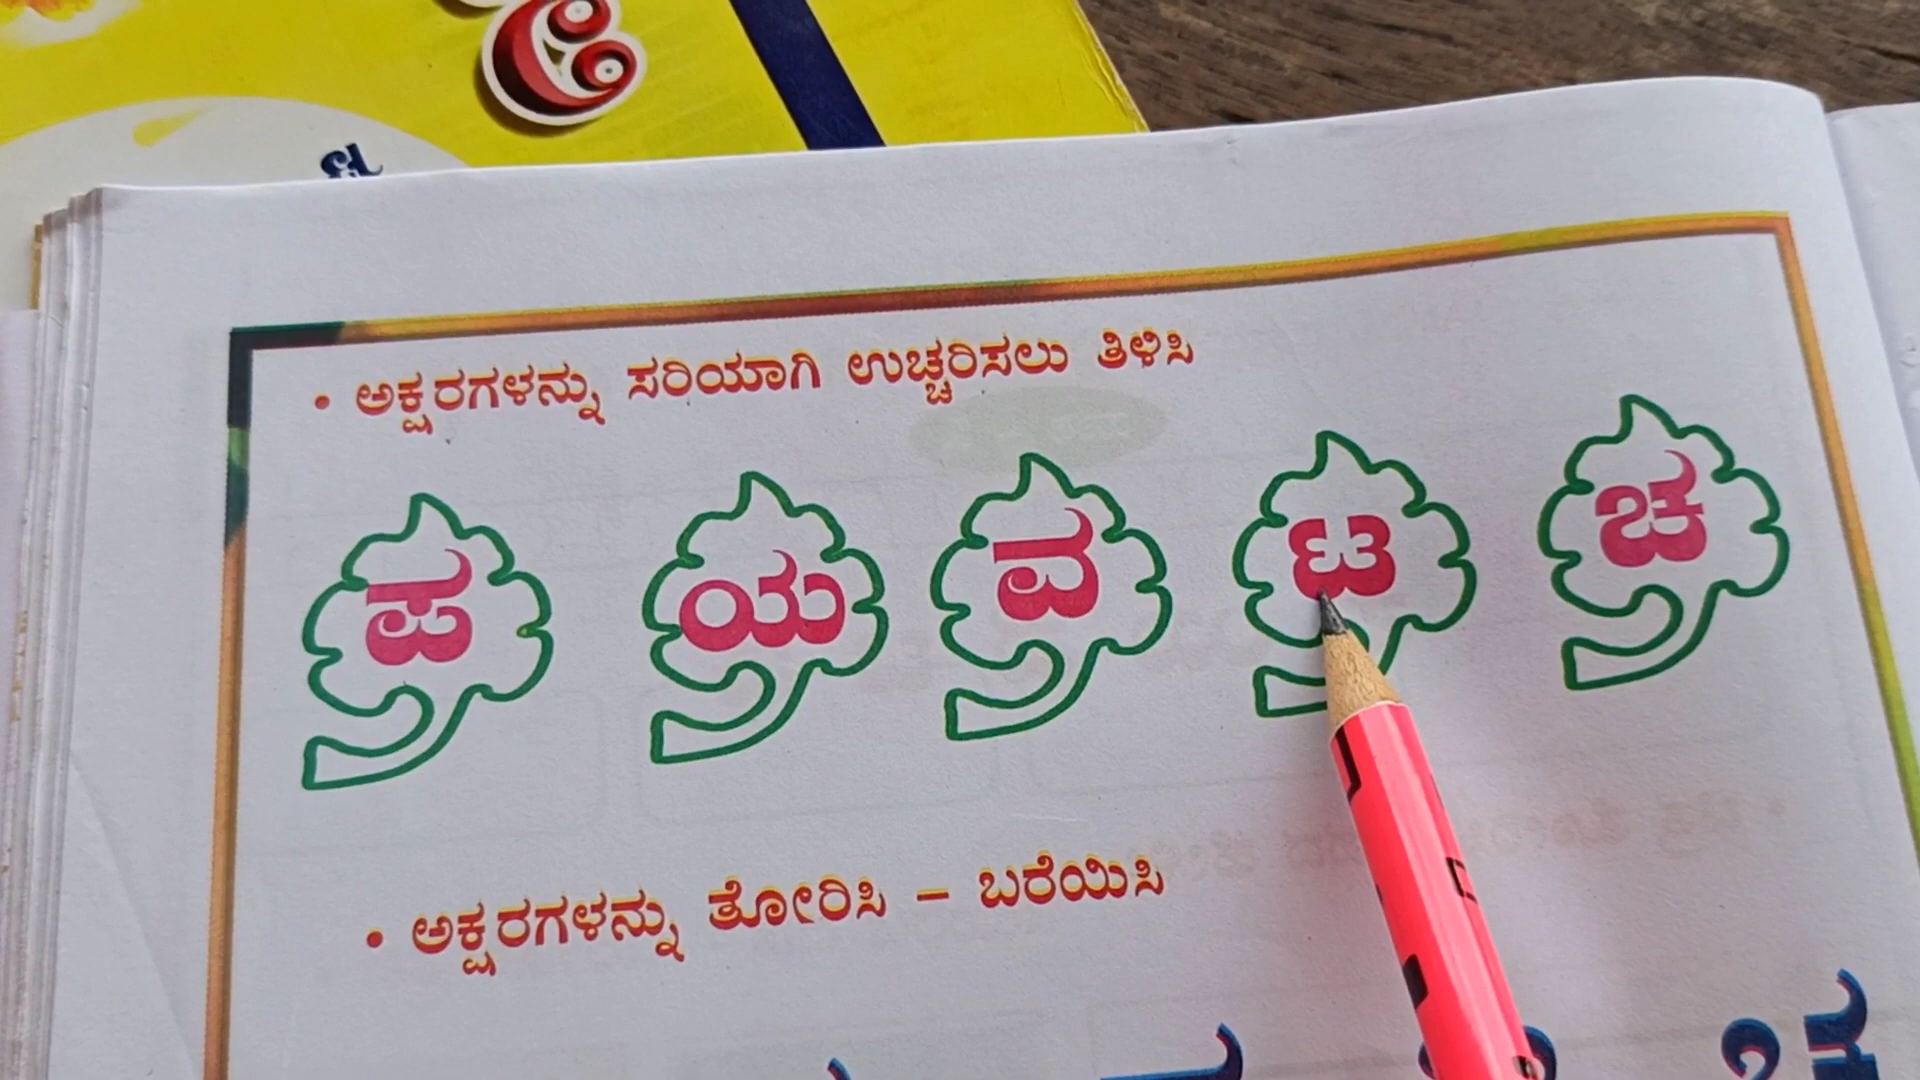 • ಅಕ್ಷರಗಳನ್ನು ಸರಿಯಾಗಿ ಉಚ್ಚರಿಸಲು ತಿಳಿಸಿ
ಪ ಯ ವ ಟ ಚ
• ಅಕ್ಷರಗಳನ್ನು ತೋರಿಸಿ – ಬರೆಯಿಸಿ